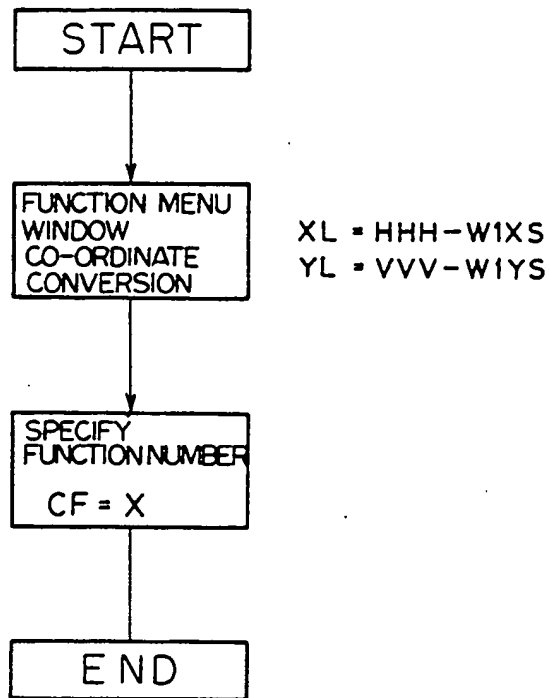 START
FUNCTION MENU
WINDOW
CO-ORDINATE
CONVERSION
XL = HHH-W1XS
YL = VVV-W1YS
SPECIFY
FUNCTION NUMBER
CF = X
END